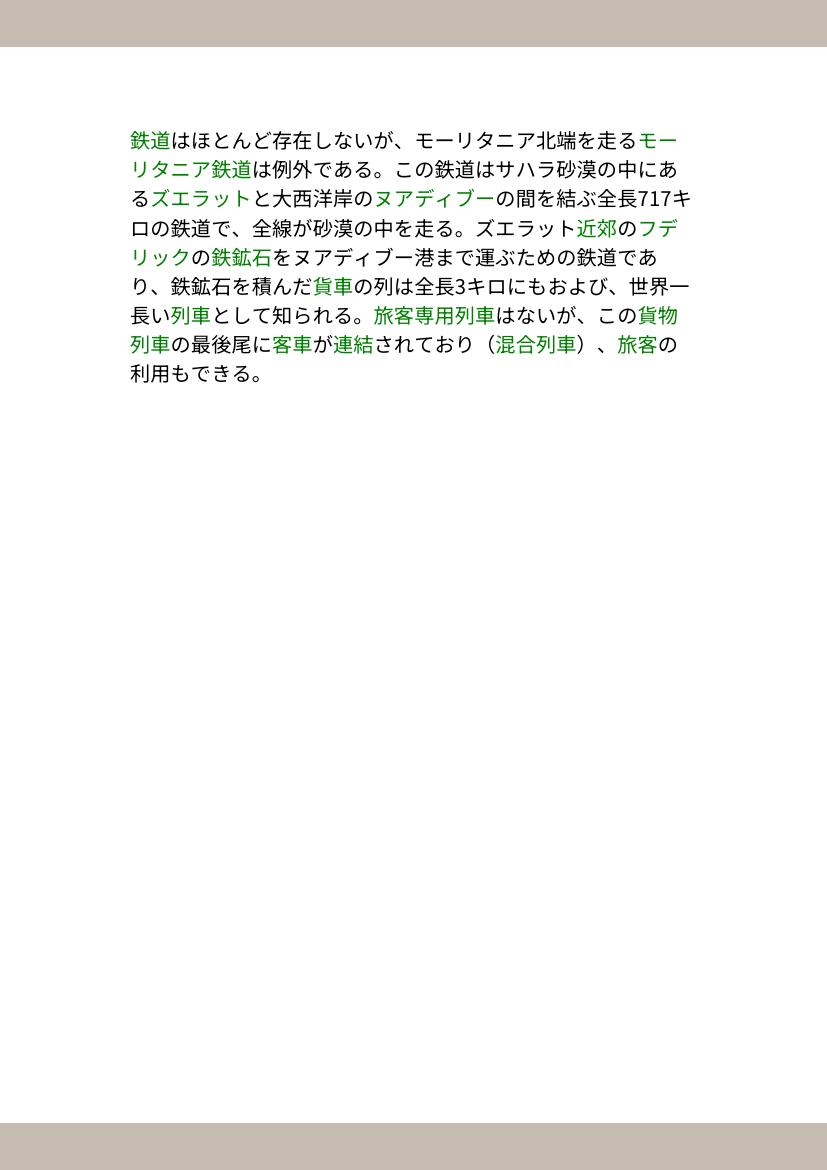 鉄道はほとんど存在しないが、モーリタニア北端を走るモー
リタニア鉄道は例外である。この鉄道はサハラ砂漠の中にあ
るズエラットと大西洋岸のヌアディブーの間を結ぶ全長717キ
ロの鉄道で、全線が砂漠の中を走る。ズエラット近郊のフデ
リックの鉄鉱石をヌアディブー港まで運ぶための鉄道であ
り、鉄鉱石を積んだ貨車の列は全長3キロにもおよび、世界一
長い列車として知られる。旅客専用列車はないが、この貨物
列車の最後尾に客車が連結されており（混合列車）、旅客の
利用もできる。